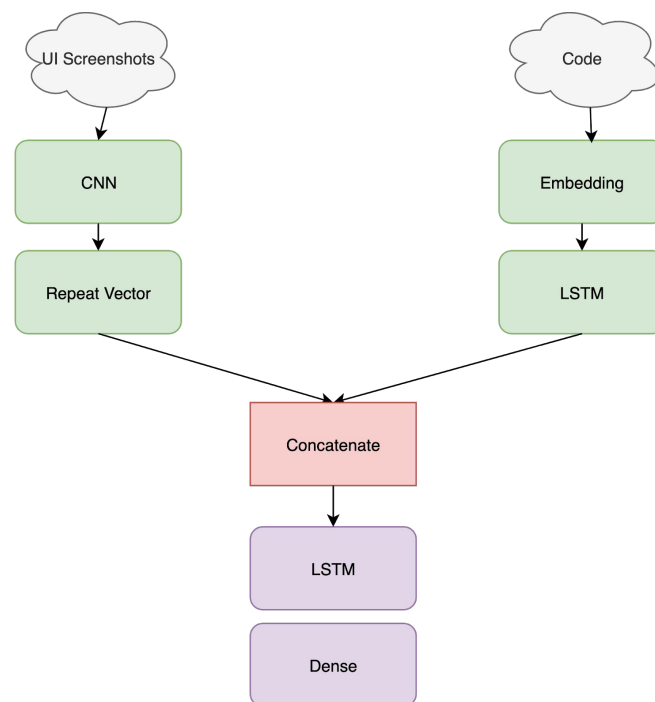 UI Screenshots
Code
CNN
Embedding
Repeat Vector
LSTM
Concatenate
LSTM
Dense